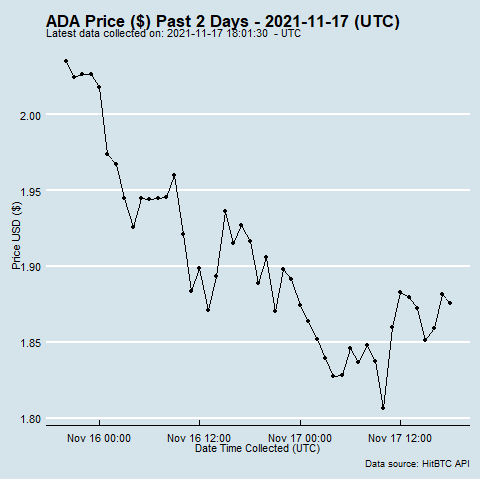 ADA Price ($) Past 2 Days - 2021-11-17 (UTC)
Latest data collected on: 2021-11-17 18:01:30 - UTC
2.00
1.95
1.90
1.85
1.80
Price USD ($)
Nov 16 00:00 Nov 16 12:00 Nov 17 00:00 Nov 17 12:00
Date Time Collected (UTC)
Data source: HitBTC API